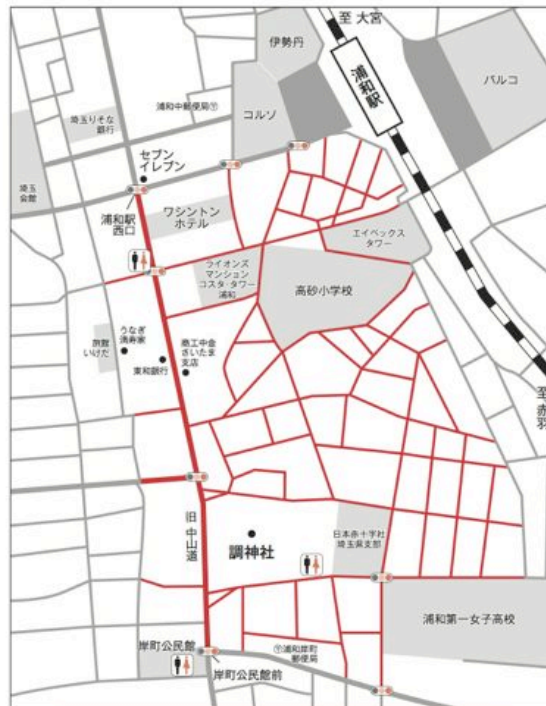 至 大宮
伊勢丹
浦和駅
パルコ
浦和中郵便局〒
コルソ
埼玉りそな
銀行
セブン
イレブン
埼玉
会館
浦和駅
西口
ワシントン
ホテル
エイペックス
タワー
ライオンズ
マンション
コスタ・タワー
浦和
高砂小学校
うなぎ
満寿家
旅館
いけだ
商工中金
さいたま
支店
東和銀行
至 赤羽
旧 中山道
調神社
日本赤十字社
埼玉県支部
浦和第一女子高校
岸町公民館
〒浦和岸町
郵便局
岸町公民館前